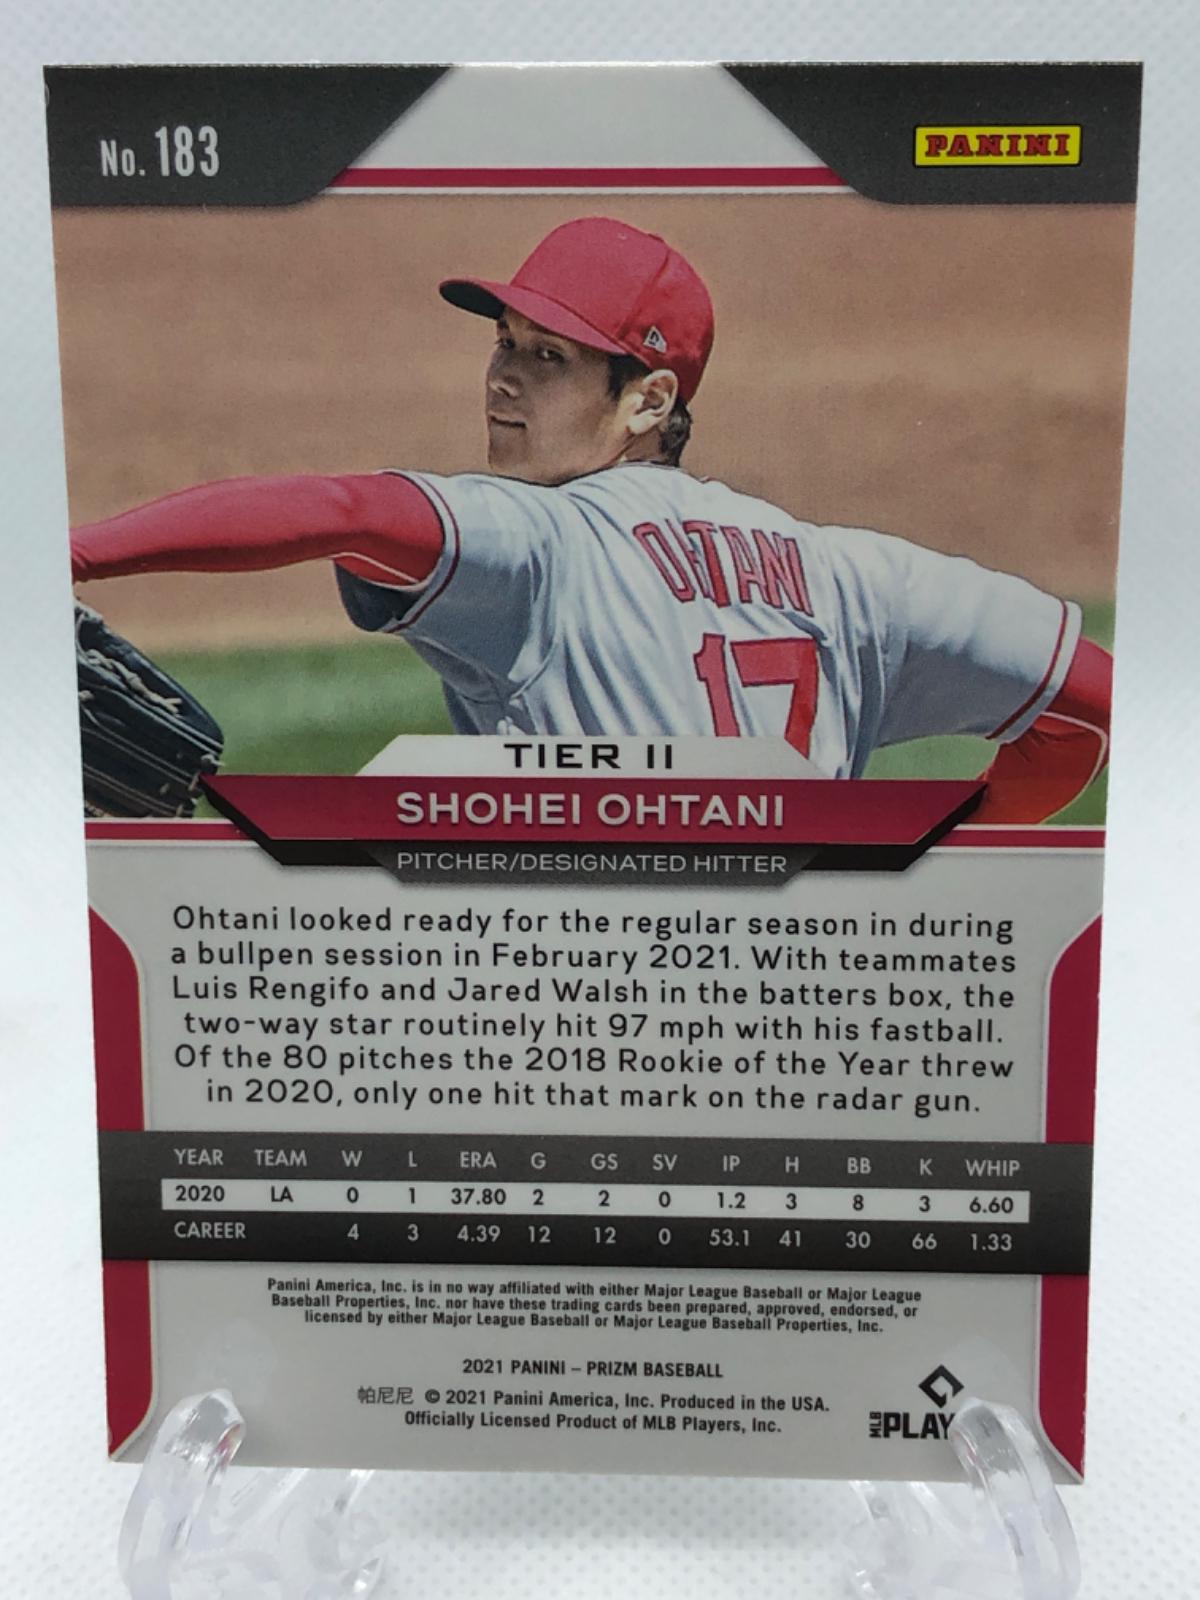 No. 183
PANINI
OHTANI
17
TIER II
SHOHEI OHTANI
PITCHER/DESIGNATED HITTER
Ohtani looked ready for the regular season in during
a bullpen session in February 2021. With teammates
Luis Rengifo and Jared Walsh in the batters box, the
two-way star routinely hit 97 mph with his fastball.
Of the 80 pitches the 2018 Rookie of the Year threw
in 2020, only one hit that mark on the radar gun.
YEAR TEAM W L ERA G GS SV IP H BB K WHIP
2020 LA 0 1 37.80 2 2 0 1.2 3 8 3 6.60
CAREER 4 3 4.39 12 12 0 53.1 41 30 66 1.33
Panini America, Inc. is in no way affiliated with either Major League Baseball or Major League
Baseball Properties, Inc. nor have these trading cards been prepared, approved, endorsed, or
licensed by either Major League Baseball or Major League Baseball Properties, Inc.
2021 PANINI – PRIZM BASEBALL
帕尼尼 © 2021 Panini America, Inc. Produced in the USA.
Officially Licensed Product of MLB Players, Inc.
MLB PLAY